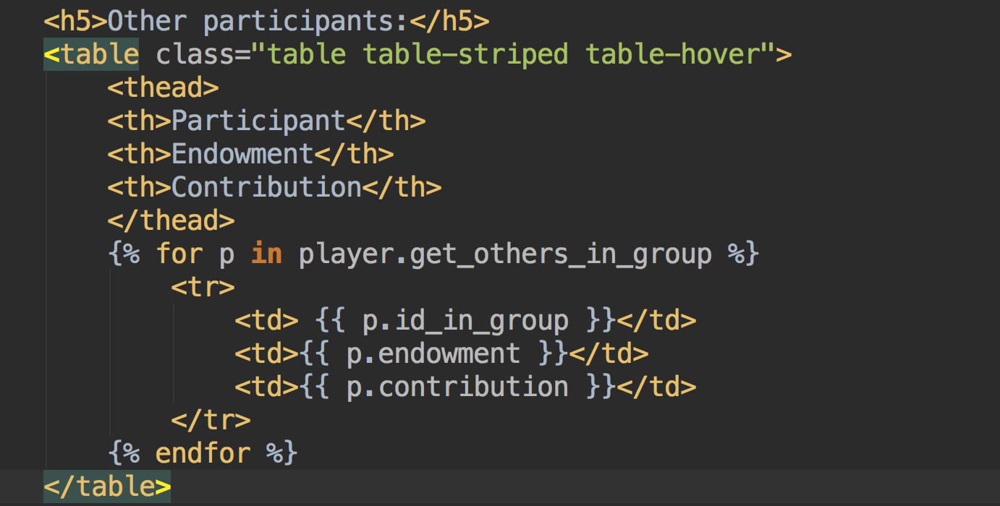 <h5>Other participants:</h5>
<table class="table table-striped table-hover">
    <thead>
    <th>Participant</th>
    <th>Endowment</th>
    <th>Contribution</th>
    </thead>
    {% for p in player.get_others_in_group %}
        <tr>
            <td> {{ p.id_in_group }}</td>
            <td>{{ p.endowment }}</td>
            <td>{{ p.contribution }}</td>
        </tr>
    {% endfor %}
</table>